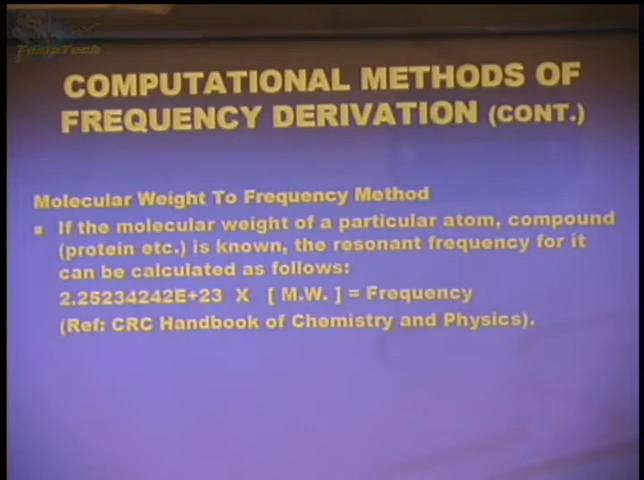 COMPUTATIONAL METHODS OF
FREQUENCY DERIVATION (CONT.)
Molecular Weight To Frequency Method
If the molecular weight of a particular atom, compound
(protein etc.) is known, the resonant frequency for it
can be calculated as follows:
2.25234242E+23 X [ M.W. ] = Frequency
(Ref: CRC Handbook of Chemistry and Physics).